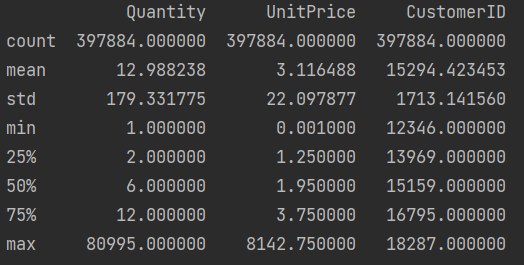 Quantity UnitPrice CustomerID
count 397884.000000 397884.000000 397884.000000
mean 12.988238 3.116488 15294.423453
std 179.331775 22.097877 1713.141560
min 1.000000 0.001000 12346.000000
25% 2.000000 1.250000 13969.000000
50% 6.000000 1.950000 15159.000000
75% 12.000000 3.750000 16795.000000
max 80995.000000 8142.750000 18287.000000